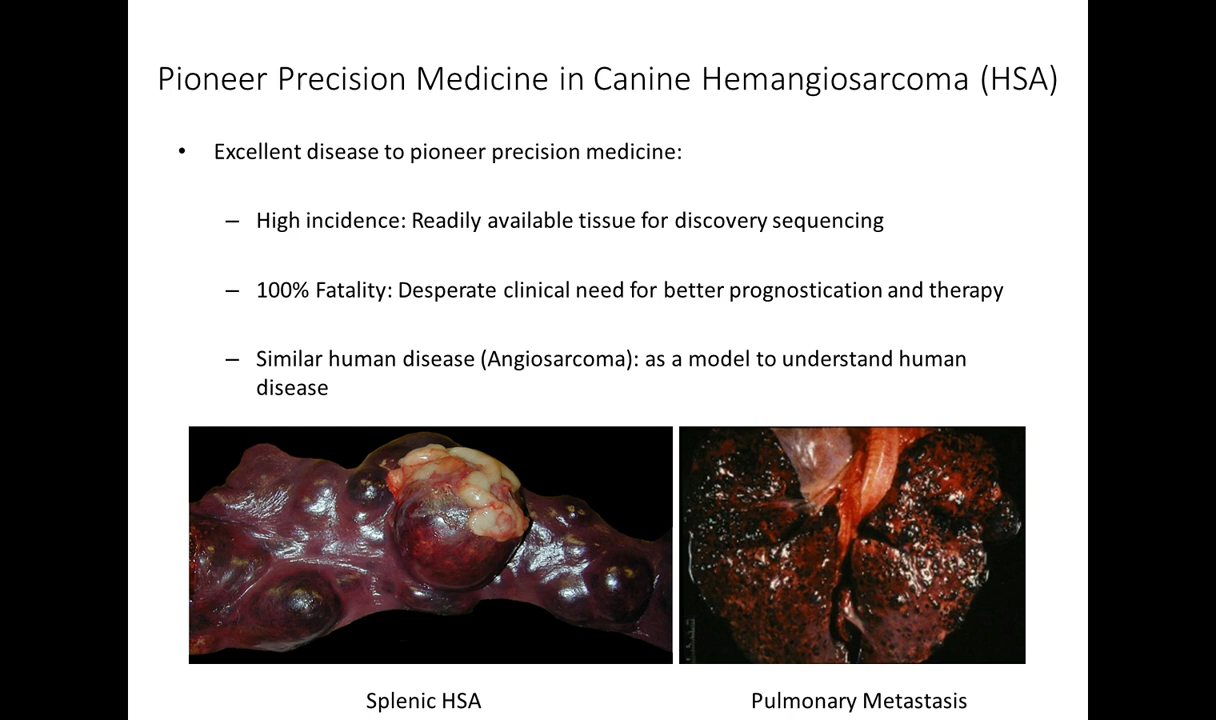 Pioneer Precision Medicine in Canine Hemangiosarcoma (HSA)
• Excellent disease to pioneer precision medicine:
– High incidence: Readily available tissue for discovery sequencing
– 100% Fatality: Desperate clinical need for better prognostication and therapy
– Similar human disease (Angiosarcoma): as a model to understand human
disease
Splenic HSA
Pulmonary Metastasis